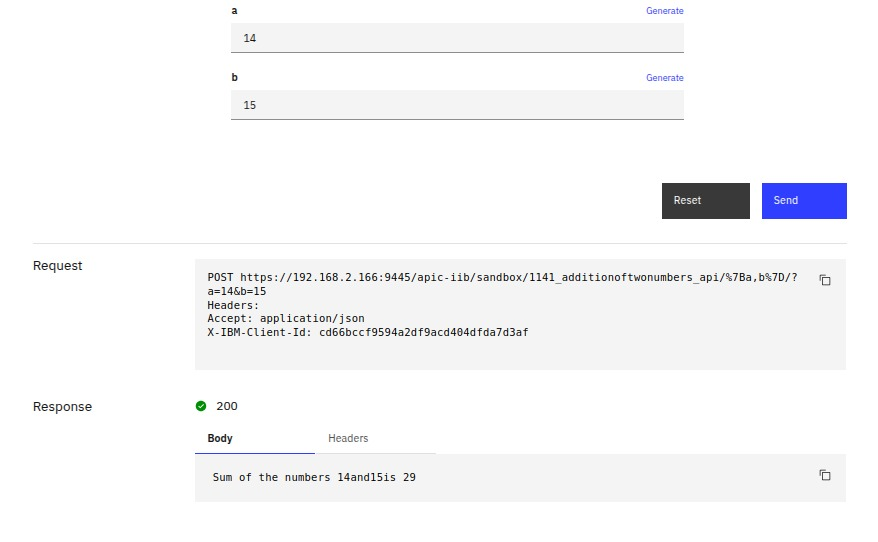 a Generate
14
b Generate
15
Reset Send
Request
POST https://192.168.2.166:9445/apic-iib/sandbox/1141_additionoftwonumbers_api/%7Ba,b%7D/?
a=14&b=15
Headers:
Accept: application/json
X-IBM-Client-Id: cd66bccf9594a2df9acd404dfda7d3af
Response 200
Body Headers
Sum of the numbers 14and15is 29